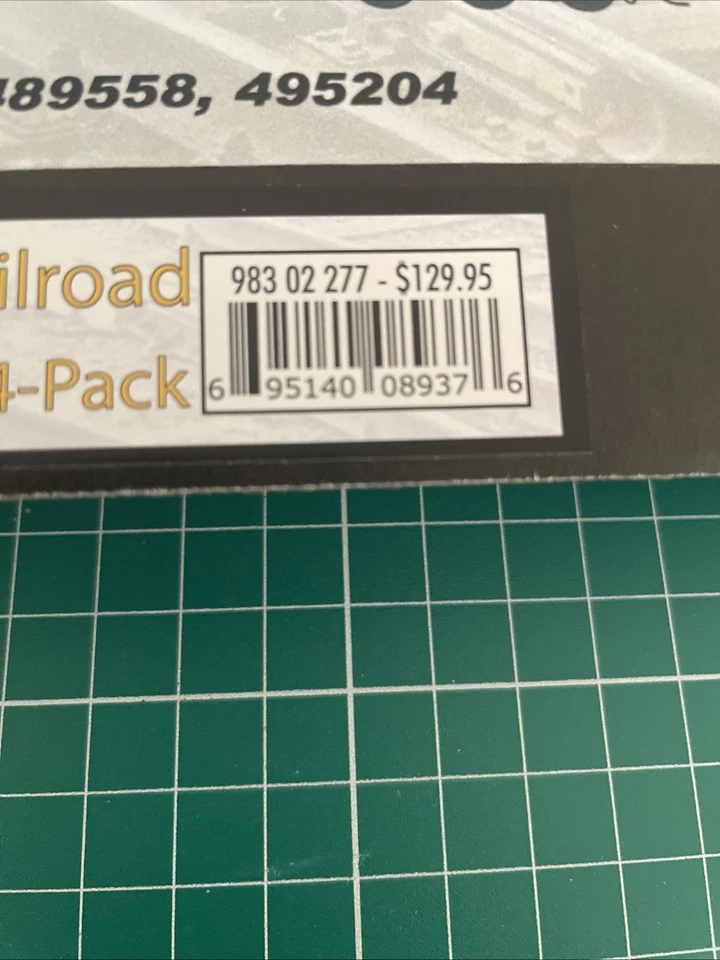 489558, 495204
ilroad
4-Pack
983 02 277 - $129.95
6 95140 08937 6